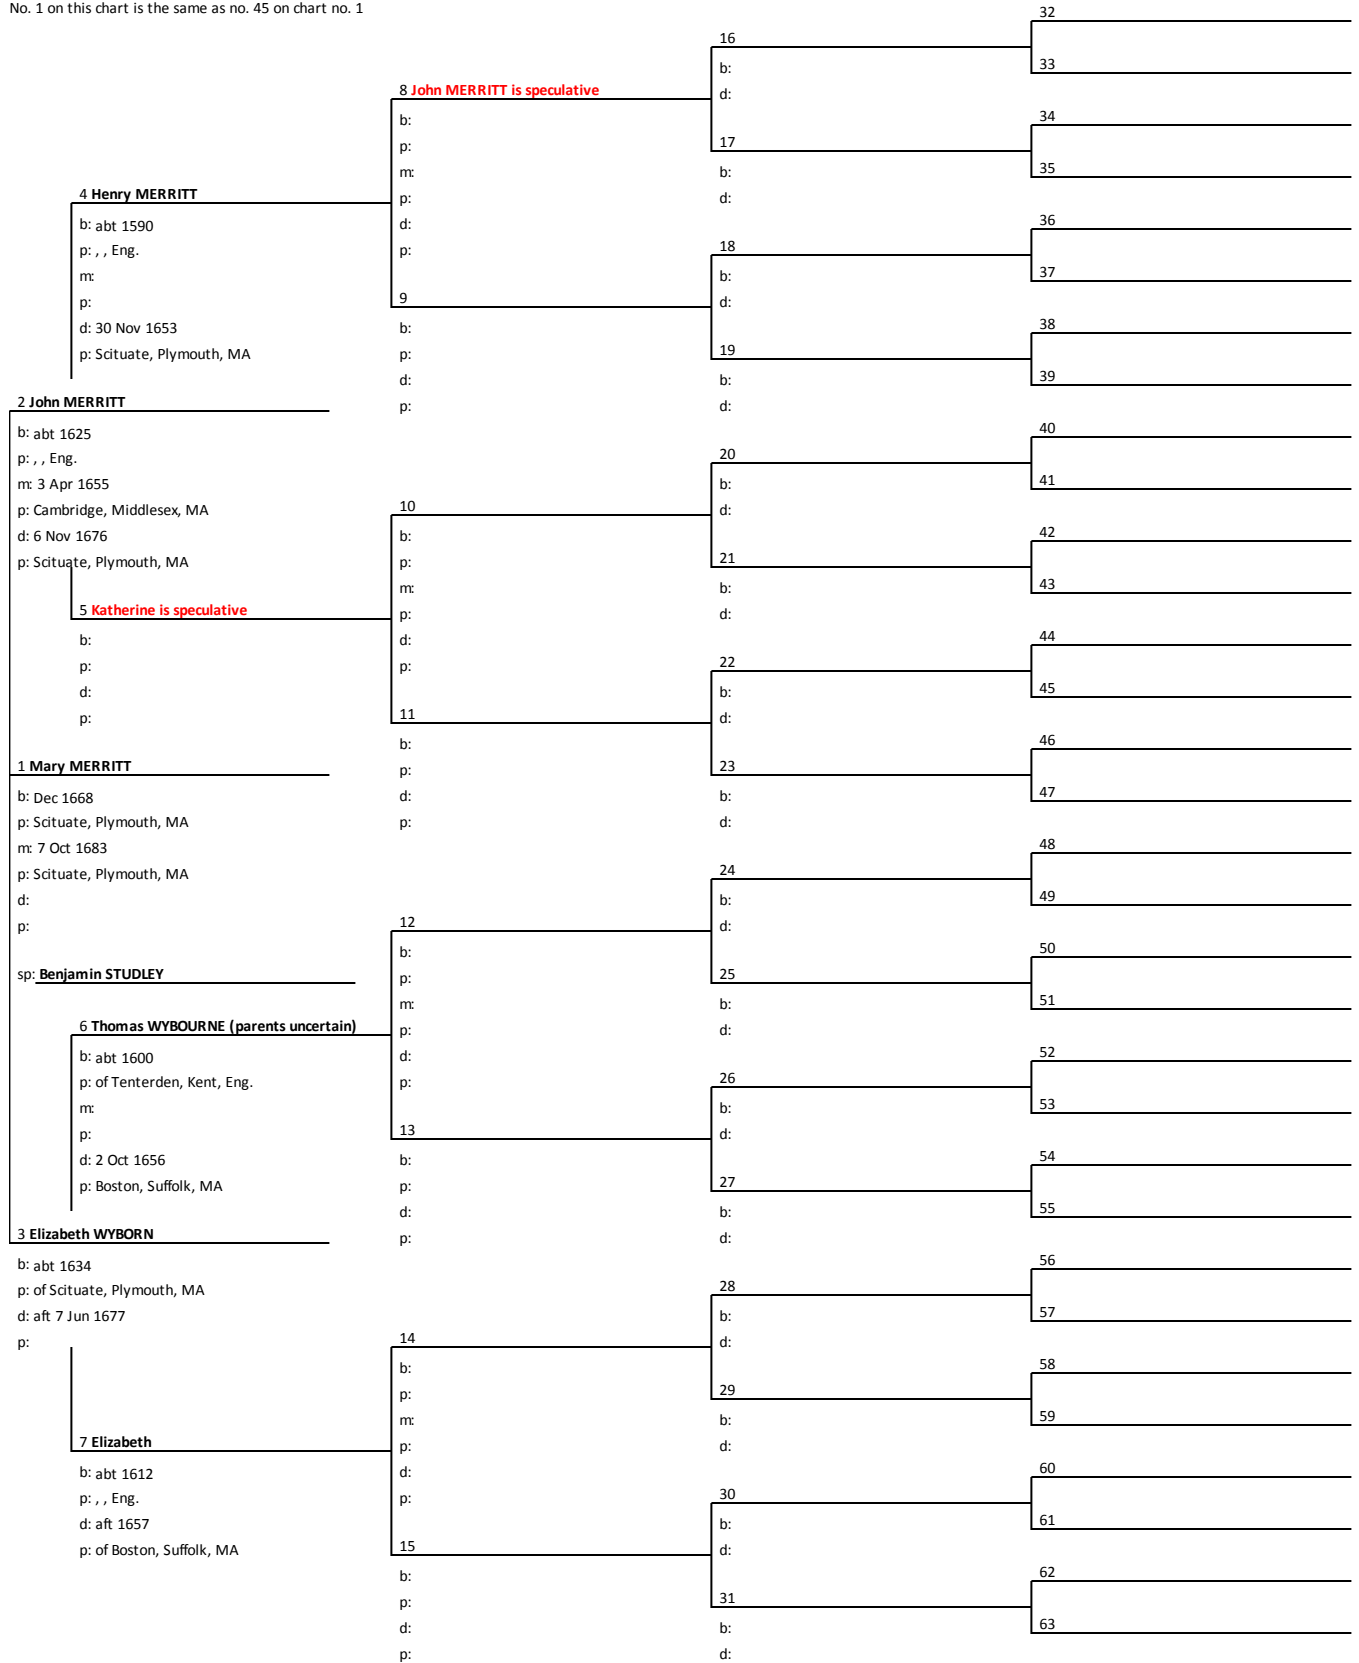 No. 1 on this chart is the same as no. 45 on chart no. 1
32
16
b:
33
8 John MERRITT is speculative
d:
b:
34
p:
17
m:
35
4 Henry MERRITT
b:
p:
d:
b: abt 1590
d:
36
p: , , Eng.
p:
18
m:
b:
37
p:
9
d:
d: 30 Nov 1653
b:
38
p: Scituate, Plymouth, MA
p:
19
d:
b:
39
2 John MERRITT
p:
d:
b: abt 1625
40
p: , , Eng.
20
m: 3 Apr 1655
b:
41
p: Cambridge, Middlesex, MA
10
d:
d: 6 Nov 1676
b:
42
p: Scituate, Plymouth, MA
p:
21
m:
b:
43
5 Katherine is speculative
p:
d:
b:
d:
44
p:
p:
22
d:
b:
45
p:
11
d:
b:
46
1 Mary MERRITT
p:
23
b: Dec 1668
d:
b:
47
p: Scituate, Plymouth, MA
p:
d:
m: 7 Oct 1683
48
p: Scituate, Plymouth, MA
24
d:
b:
49
p:
12
d:
b:
50
sp: Benjamin STUDLEY
p:
25
m:
b:
51
6 Thomas WYBOURNE (parents uncertain)
p:
d:
b: abt 1600
d:
52
p: of Tenterden, Kent, Eng.
p:
26
m:
b:
53
p:
13
d:
d: 2 Oct 1656
b:
54
p: Boston, Suffolk, MA
p:
27
d:
b:
55
3 Elizabeth WYBORN
p:
d:
b: abt 1634
56
p: of Scituate, Plymouth, MA
28
d: aft 7 Jun 1677
b:
57
p:
14
d:
b:
58
p:
29
m:
b:
59
7 Elizabeth
p:
d:
b: abt 1612
d:
60
p: , , Eng.
p:
30
d: aft 1657
b:
61
p: of Boston, Suffolk, MA
15
d:
b:
62
p:
31
d:
b:
63
p:
d: